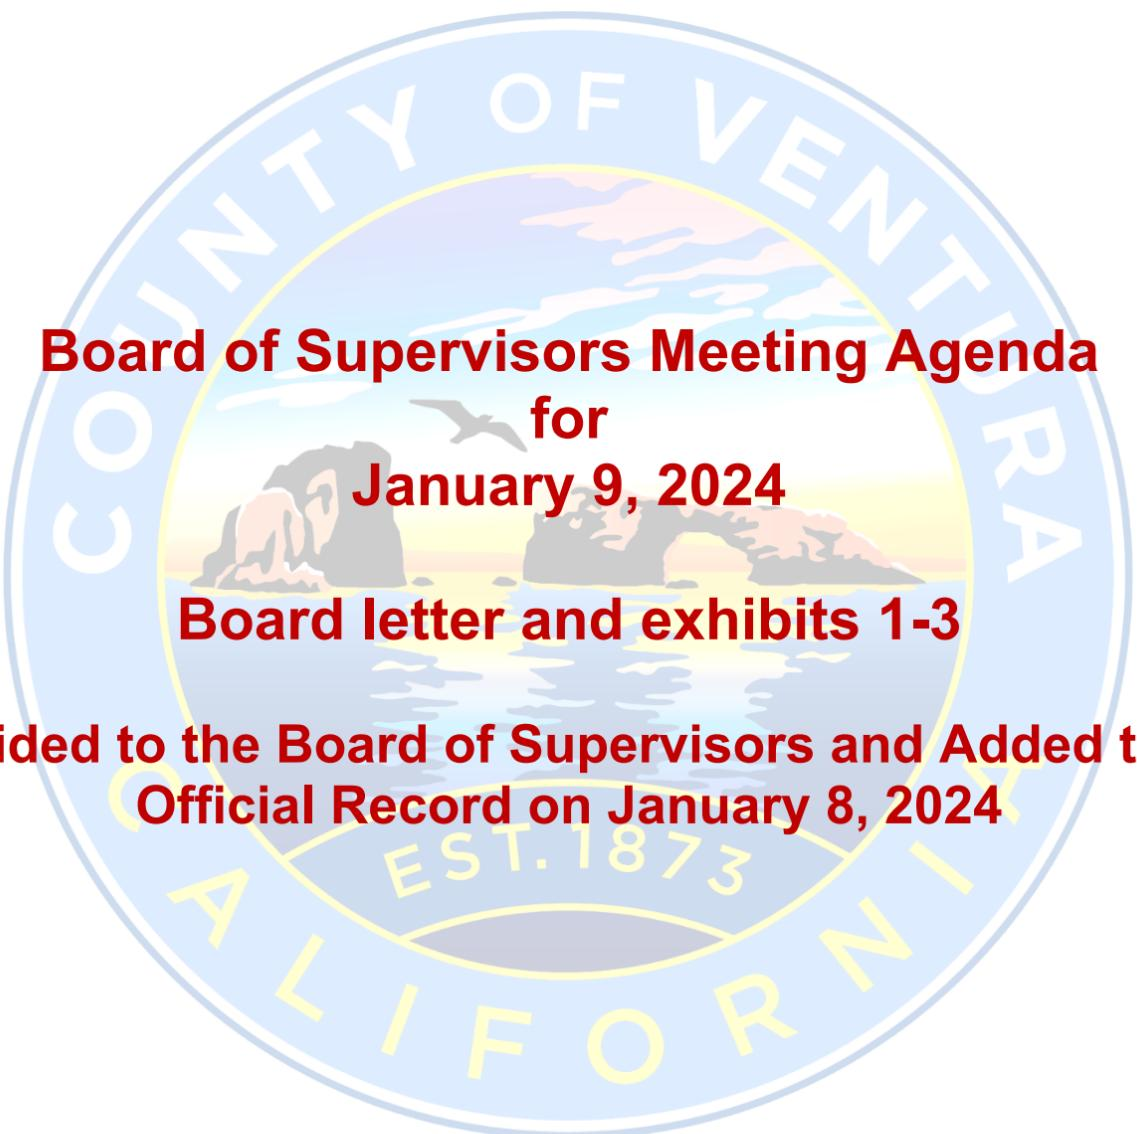 COUNTY OF VENTURA
Board of Supervisors Meeting Agenda
for
January 9, 2024
Board letter and exhibits 1-3
to the Board of Supervisors and Added
Official Record on January 8, 2024
EST. 1873
CALIFORNIA